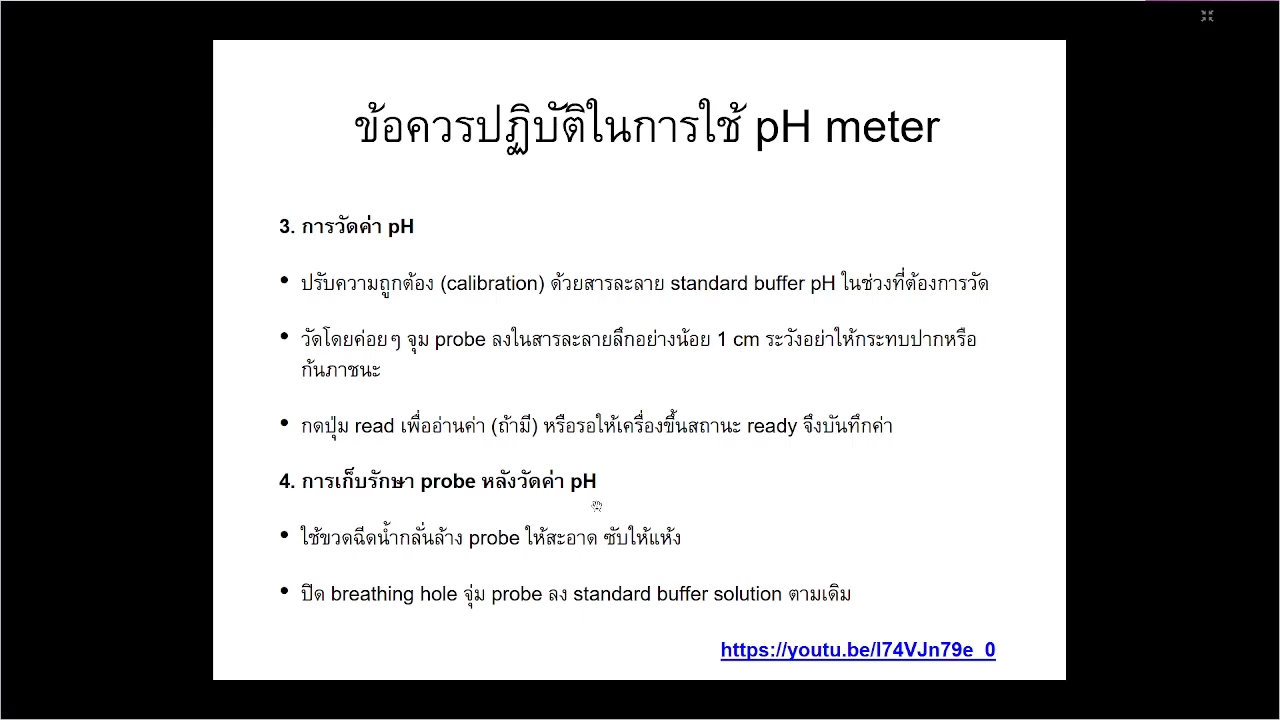 ข้อควรปฏิบัติในการใช้ pH meter
3. การวัดค่า pH
• ปรับความถูกต้อง (calibration) ด้วยสารละลาย standard buffer pH ในช่วงที่ต้องการวัด
• วัดโดยค่อยๆ จุม probe ลงในสารละลายลึกอย่างน้อย 1 cm ระวังอย่าให้กระทบปากหรือ
ก้นภาชนะ
• กดปุ่ม read เพื่ออ่านค่า (ถ้ามี) หรือรอให้เครื่องขึ้นสถานะ ready จึงบันทึกค่า
4. การเก็บรักษา probe หลังวัดค่า pH
• ใช้ขวดฉีดน้ำกลั่นล้าง probe ให้สะอาด ซับให้แห้ง
• ปิด breathing hole จุ่ม probe ลง standard buffer solution ตามเดิม
https://youtu.be/I74VJn79e_0